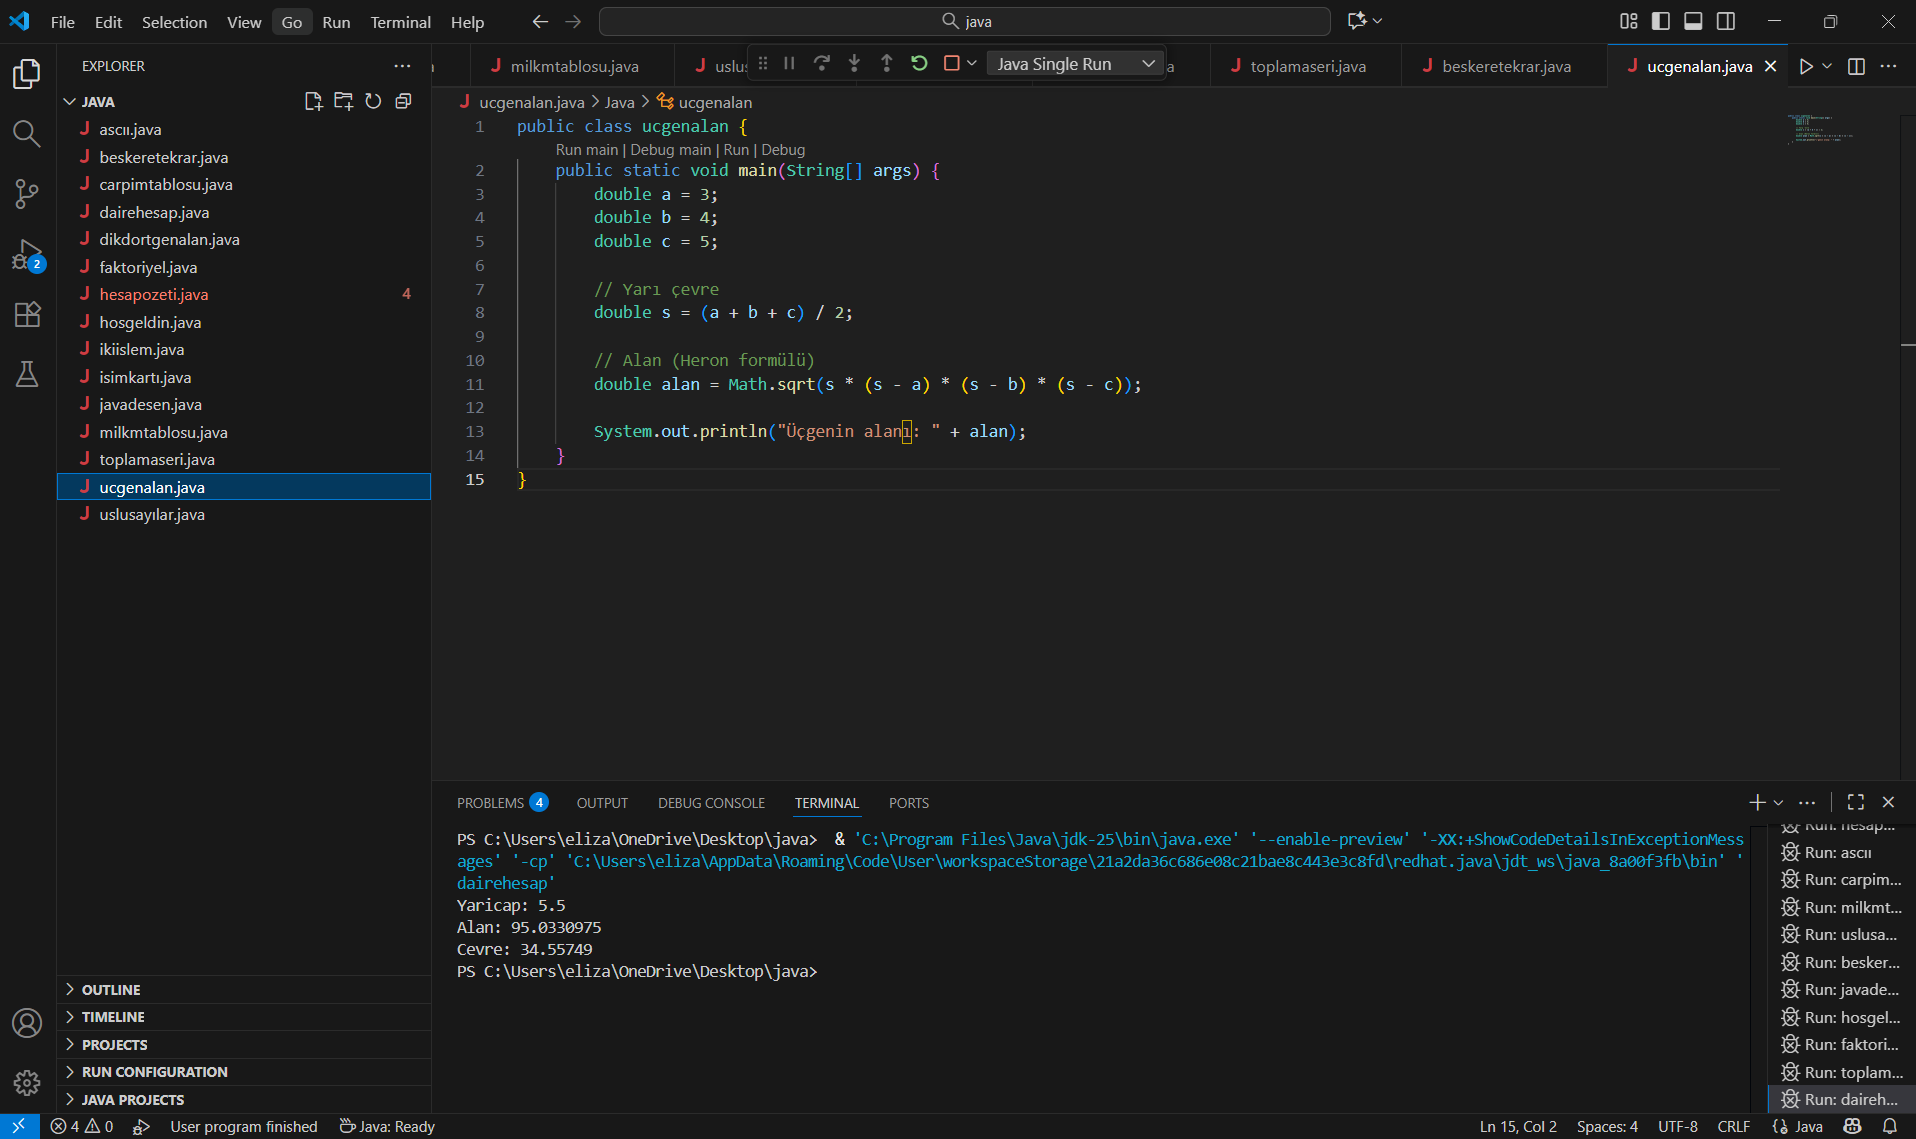 File Edit Selection View Go Run Terminal Help
java
EXPLORER
JAVA
ascıı.java
beskeretekrar.java
carpimtablosu.java
dairehesap.java
dikdortgenalan.java
faktoriyel.java
hesapozeti.java 4
hosgeldin.java
ikiislem.java
isimkartı.java
javadesen.java
milkmtablosu.java
toplamaseri.java
ucgenalan.java
uslusayılar.java
OUTLINE
TIMELINE
PROJECTS
RUN CONFIGURATION
JAVA PROJECTS
milkmtablosu.java uslus Java Single Run a toplamaseri.java beskeretekrar.java ucgenalan.java
ucgenalan.java > Java > ucgenalan
1 public class ucgenalan {
Run main | Debug main | Run | Debug
2 public static void main(String[] args) {
3 double a = 3;
4 double b = 4;
5 double c = 5;
6
7 // Yarı çevre
8 double s = (a + b + c) / 2;
9
10 // Alan (Heron formülü)
11 double alan = Math.sqrt(s * (s - a) * (s - b) * (s - c));
12
13 System.out.println("Üçgenin alanı: " + alan);
14 }
15 }
PROBLEMS 4 OUTPUT DEBUG CONSOLE TERMINAL PORTS
PS C:\Users\eliza\OneDrive\Desktop\java> & 'C:\Program Files\Java\jdk-25\bin\java.exe' '--enable-preview' '-XX:+ShowCodeDetailsInExceptionMess
ages' '-cp' 'C:\Users\eliza\AppData\Roaming\Code\User\workspaceStorage\21a2da36c686e08c21bae8c443e3c8fd\redhat.java\jdt_ws\java_8a00f3fb\bin' '
dairehesap'
Yaricap: 5.5
Alan: 95.0330975
Cevre: 34.55749
PS C:\Users\eliza\OneDrive\Desktop\java>
Run: hesap...
Run: ascıı
Run: carpim...
Run: milkmt...
Run: uslusa...
Run: besker...
Run: javade...
Run: hosgel...
Run: faktori...
Run: toplam...
Run: daireh...
2
4 0 User program finished Java: Ready Ln 15, Col 2 Spaces: 4 UTF-8 CRLF Java